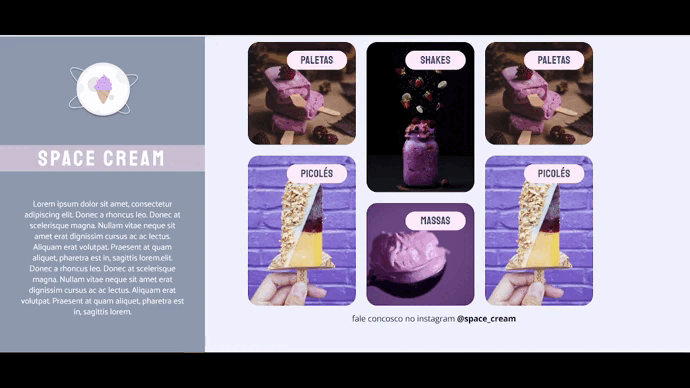 SPACE CREAM
Lorem ipsum dolor sit amet, consectetur
adipiscing elit. Donec a rhoncus leo. Donec at
scelerisque magna. Nullam vitae neque sit
amet erat dignissim cursus ac ac lectus.
Aliquam erat volutpat. Praesent at quam
aliquet, pharetra est in, sagittis lorem.elit.
Donec a rhoncus leo. Donec at scelerisque
magna. Nullam vitae neque sit amet erat
dignissim cursus ac ac lectus. Aliquam erat
volutpat. Praesent at quam aliquet, pharetra est
in, sagittis lorem.
PALETAS
SHAKES
PALETAS
PICOLÉS
MASSAS
PICOLÉS
fale concosco no instagram @space_cream